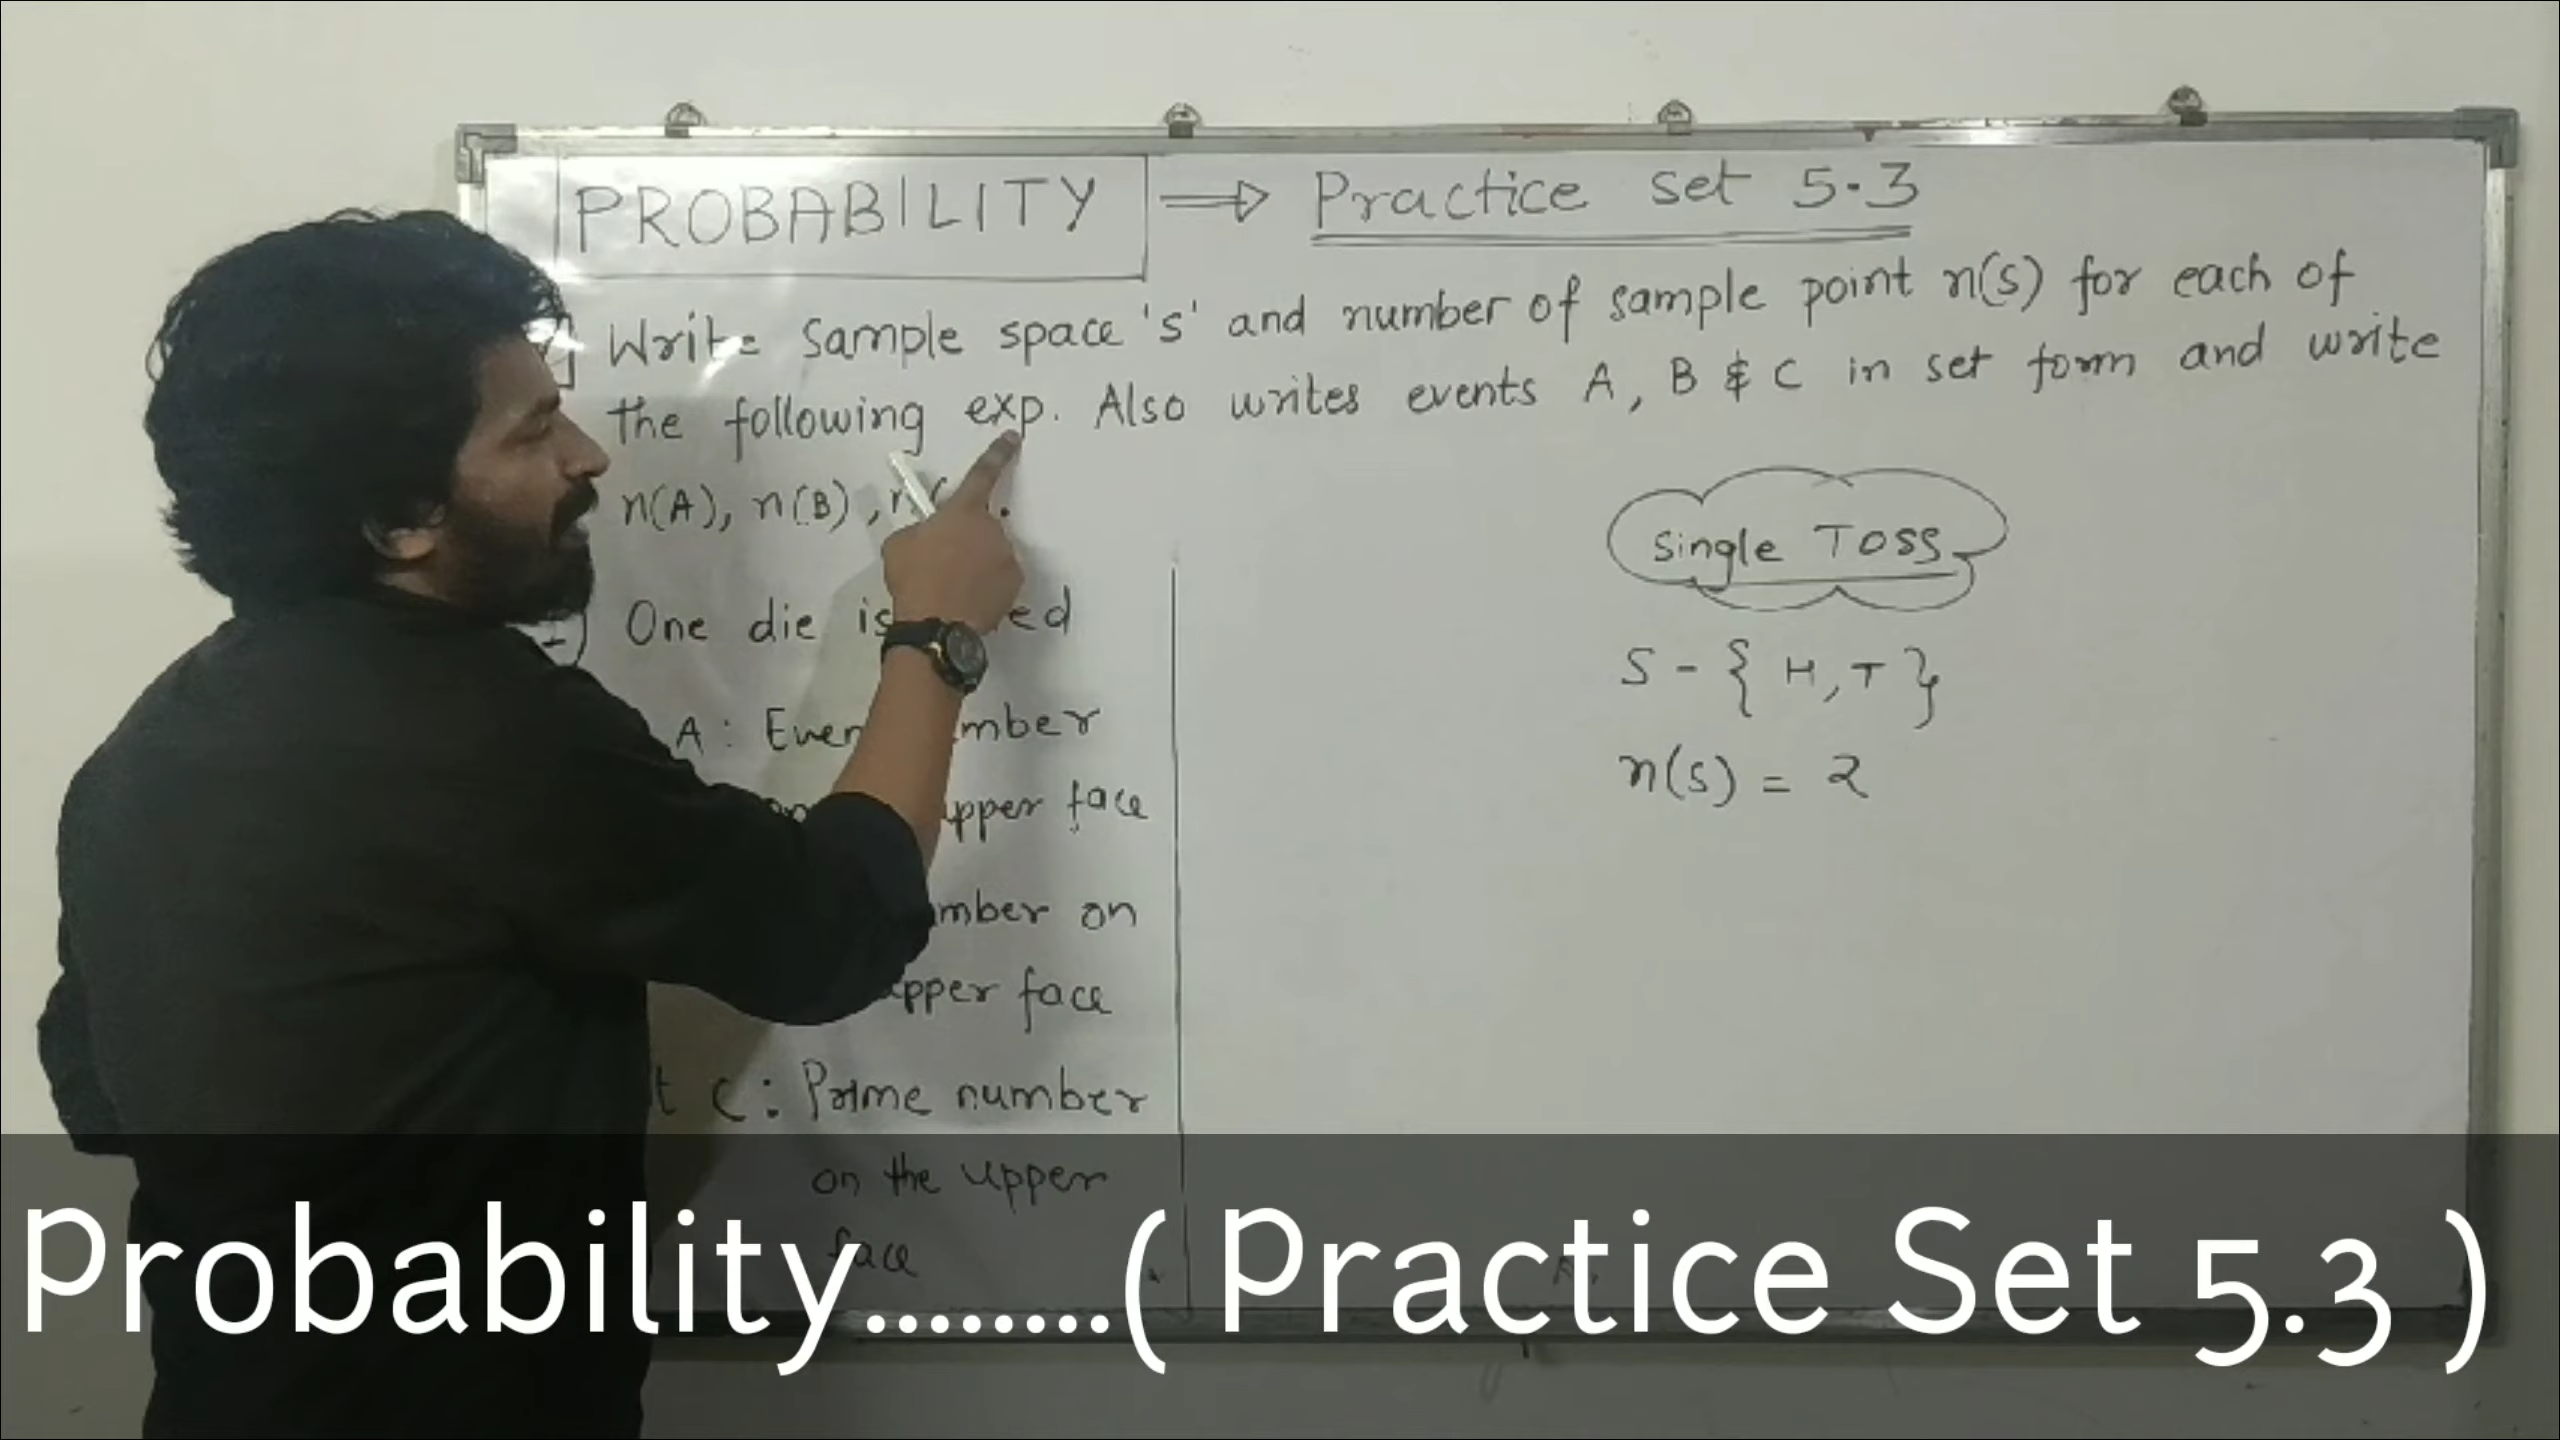 PROBABILITY ⇒ Practice set 5.3
Write Sample space 's' and number of sample point n(s) for each of
the following exp. Also writes events A, B & C in set form and write
n(A), n(B),
One die is
A : Even
upper face
on
upper face
C : Prime number
on the upper
face
Single TOSS
S - { H, T }
n(s) = 2
Probability........( Practice Set 5.3 )